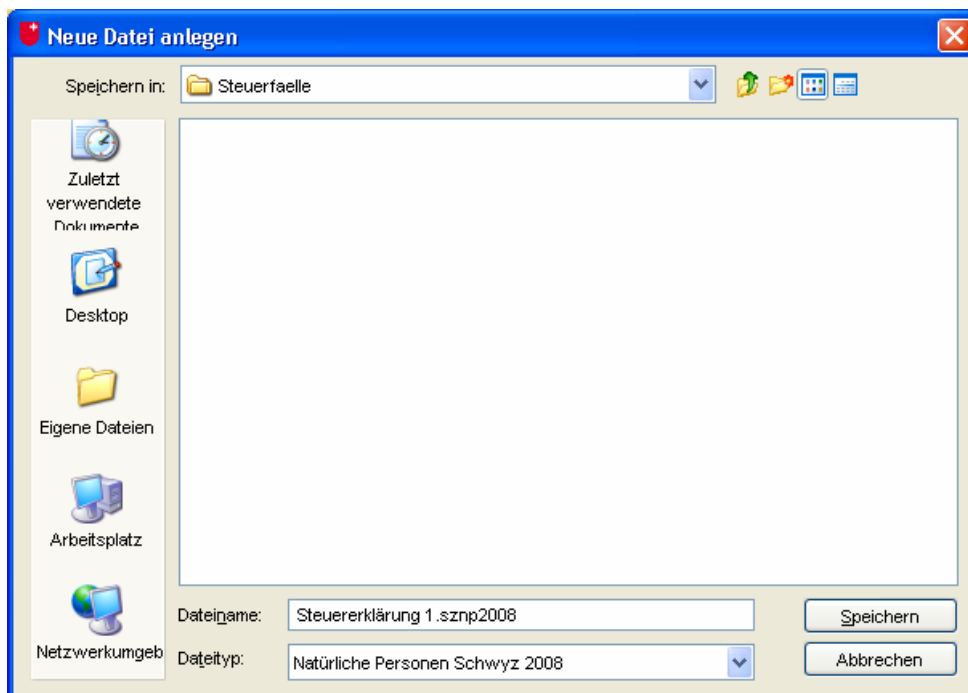 Neue Datei anlegen
Speichern in:
Steuerfaelle
Zuletzt
verwendete
Dokumente
Desktop
Eigene Dateien
Arbeitsplatz
Netzwerkumgeb
Dateiname:
Steuererklärung 1.sznp2008
Speichern
Dateityp:
Natürliche Personen Schwyz 2008
Abbrechen